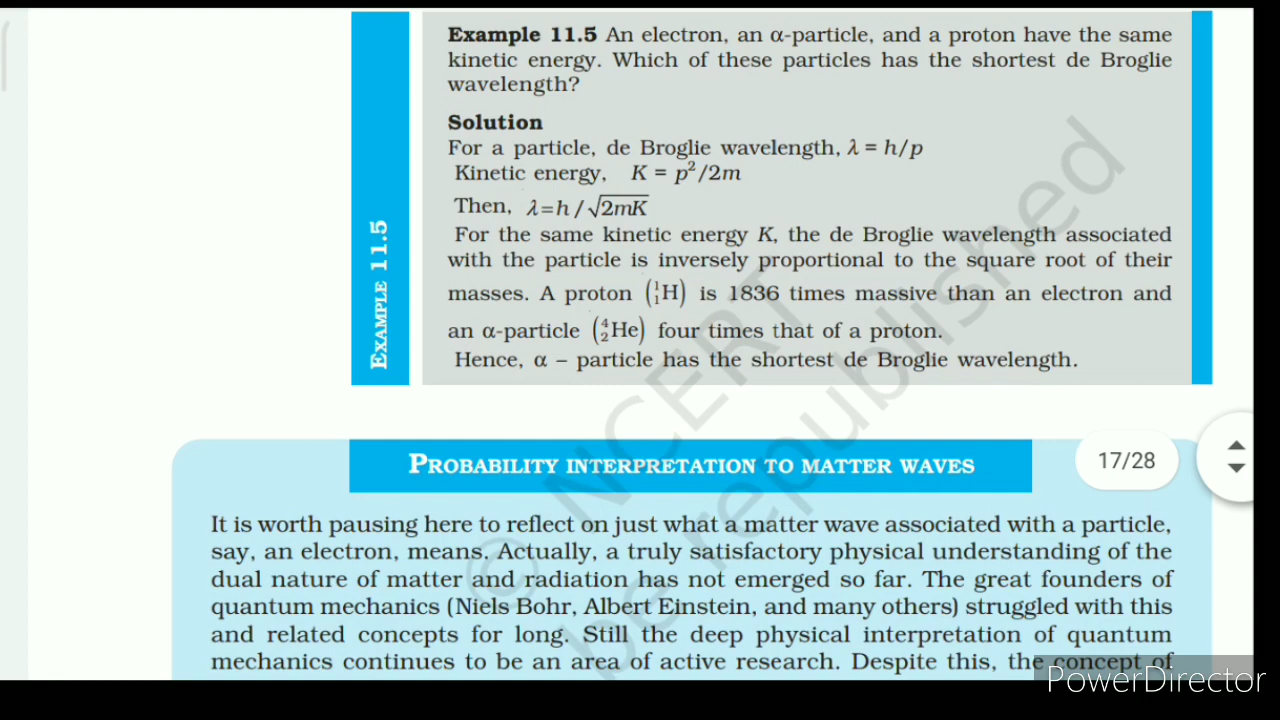 Example 11.5 An electron, an α-particle, and a proton have the same
kinetic energy. Which of these particles has the shortest de Broglie
wavelength?
Solution
For a particle, de Broglie wavelength, λ = h/p
Kinetic energy, K = p²/2m
Then, λ=h / √2mK
For the same kinetic energy K, the de Broglie wavelength associated
with the particle is inversely proportional to the square root of their
masses. A proton (¹₁H) is 1836 times massive than an electron and
an α-particle (⁴₂He) four times that of a proton.
Hence, α – particle has the shortest de Broglie wavelength.
EXAMPLE 11.5
PROBABILITY INTERPRETATION TO MATTER WAVES
17/28
It is worth pausing here to reflect on just what a matter wave associated with a particle,
say, an electron, means. Actually, a truly satisfactory physical understanding of the
dual nature of matter and radiation has not emerged so far. The great founders of
quantum mechanics (Niels Bohr, Albert Einstein, and many others) struggled with this
and related concepts for long. Still the deep physical interpretation of quantum
mechanics continues to be an area of active research. Despite this, the concept of
© NCERT
be republished
PowerDirector